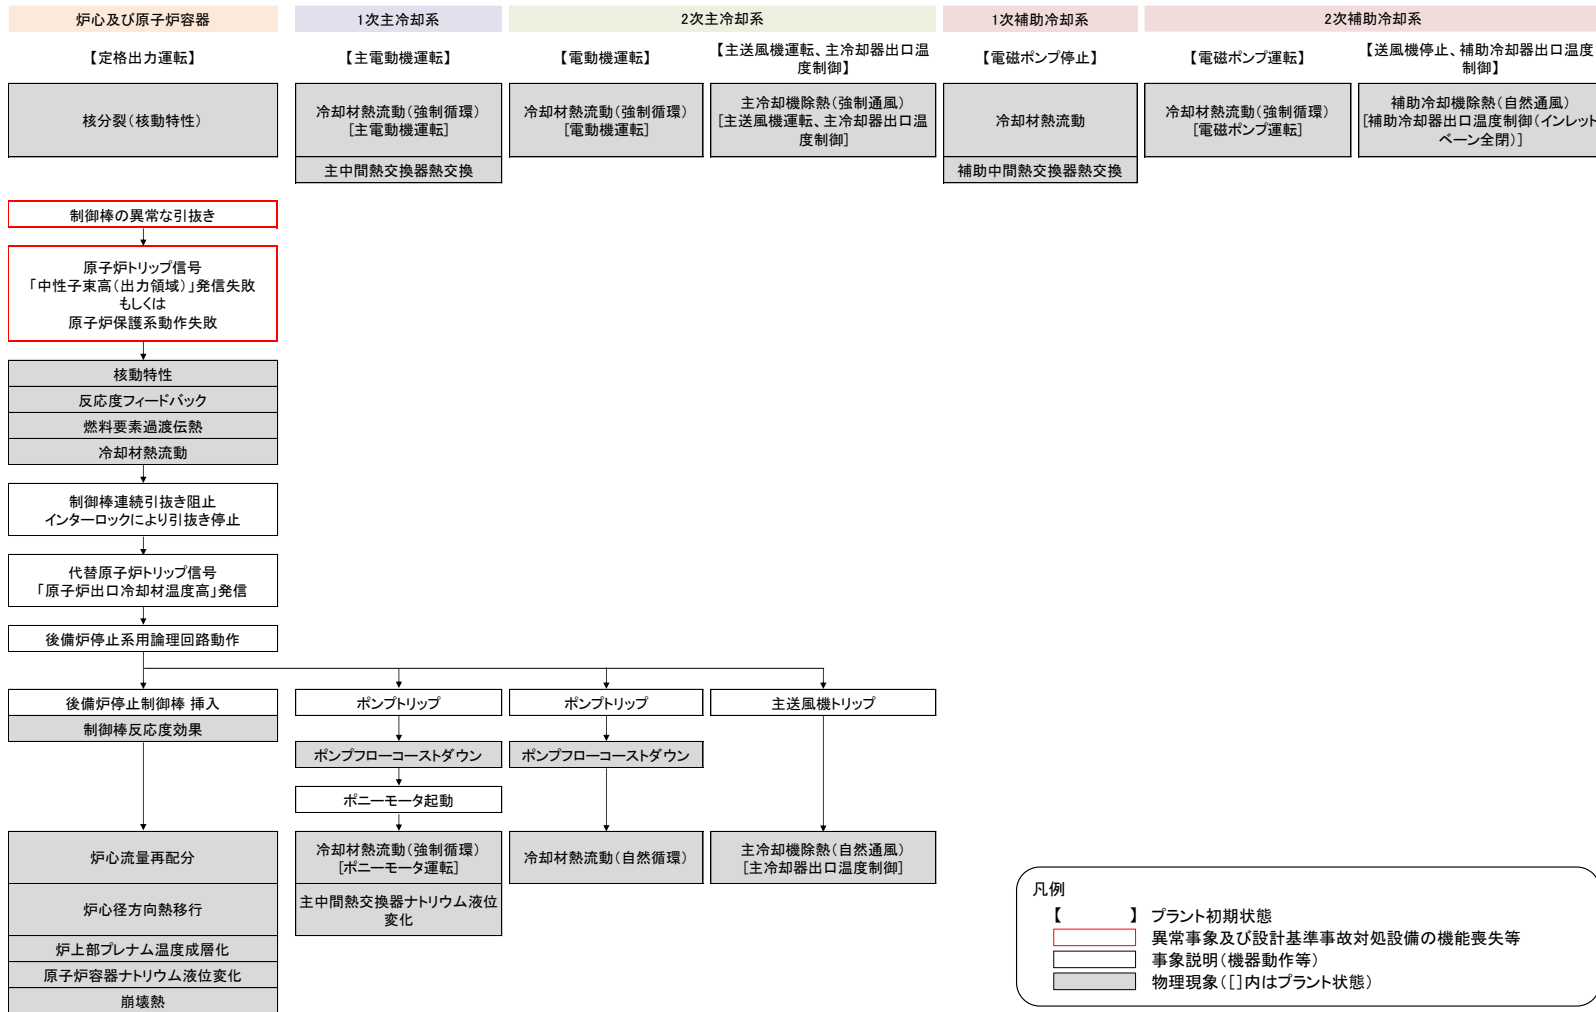 炉心及び原子炉容器
1次主冷却系
2次主冷却系
1次補助冷却系
2次補助冷却系
【定格出力運転】
【主電動機運転】
【電動機運転】
【主送風機運転、主冷却器出口温
度制御】
【電磁ポンプ停止】
【電磁ポンプ運転】
【送風機停止、補助冷却器出口温度
制御】
核分裂(核動特性)
冷却材熱流動(強制循環)
[主電動機運転]
冷却材熱流動(強制循環)
[電動機運転]
主冷却機除熱(強制通風)
[主送風機運転、主冷却器出口温
度制御]
冷却材熱流動
冷却材熱流動(強制循環)
[電磁ポンプ運転]
補助冷却機除熱(自然通風)
[補助冷却器出口温度制御(インレット
ベーン全閉)]
主中間熱交換器熱交換
補助中間熱交換器熱交換
制御棒の異常な引抜き
原子炉トリップ信号
「中性子束高(出力領域)」発信失敗
もしくは
原子炉保護系動作失敗
核動特性
反応度フィードバック
燃料要素過渡伝熱
冷却材熱流動
制御棒連続引抜き阻止
インターロックにより引抜き停止
代替原子炉トリップ信号
「原子炉出口冷却材温度高」発信
後備炉停止系用論理回路動作
後備炉停止制御棒 挿入
ポンプトリップ
ポンプトリップ
主送風機トリップ
制御棒反応度効果
ポンプフローコーストダウン
ポンプフローコーストダウン
ポニーモータ起動
炉心流量再配分
冷却材熱流動(強制循環)
[ポニーモータ運転]
冷却材熱流動(自然循環)
主冷却機除熱(自然通風)
[主冷却器出口温度制御]
炉心径方向熱移行
主中間熱交換器ナトリウム液位
変化
炉上部プレナム温度成層化
原子炉容器ナトリウム液位変化
崩壊熱
凡例
【 】 プラント初期状態
異常事象及び設計基準事故対処設備の機能喪失等
事象説明(機器動作等)
物理現象([]内はプラント状態)